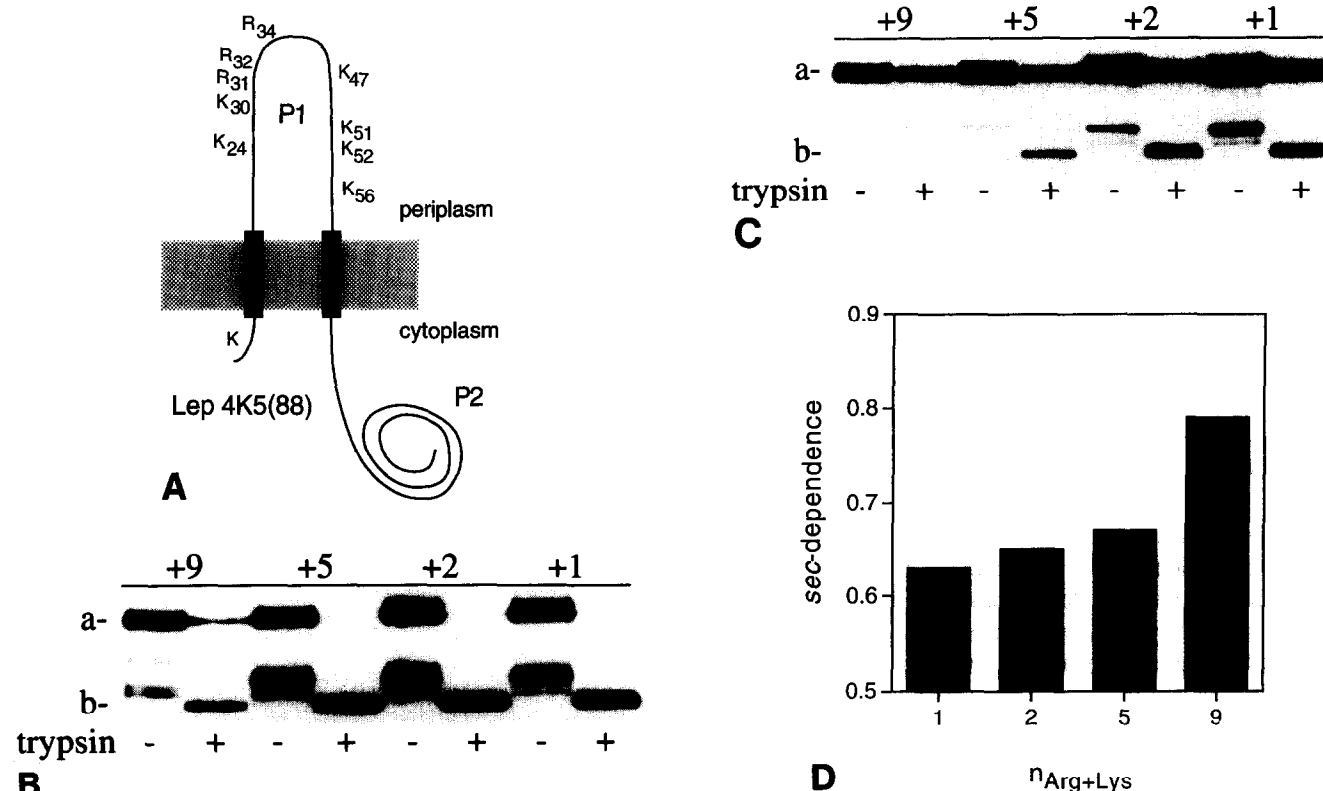 R34
R32
R31
K30
K24
P1
K47
K51
K52
K56
periplasm
cytoplasm
K
Lep 4K5(88)
P2
A
+9 +5 +2 +1
a-
b-
trypsin - + - + - + - +
B
+9 +5 +2 +1
a-
b-
trypsin - + - + - + - +
C
0.9
0.8
0.7
0.6
0.5
sec-dependence
1 2 5 9
nArg+Lys
D